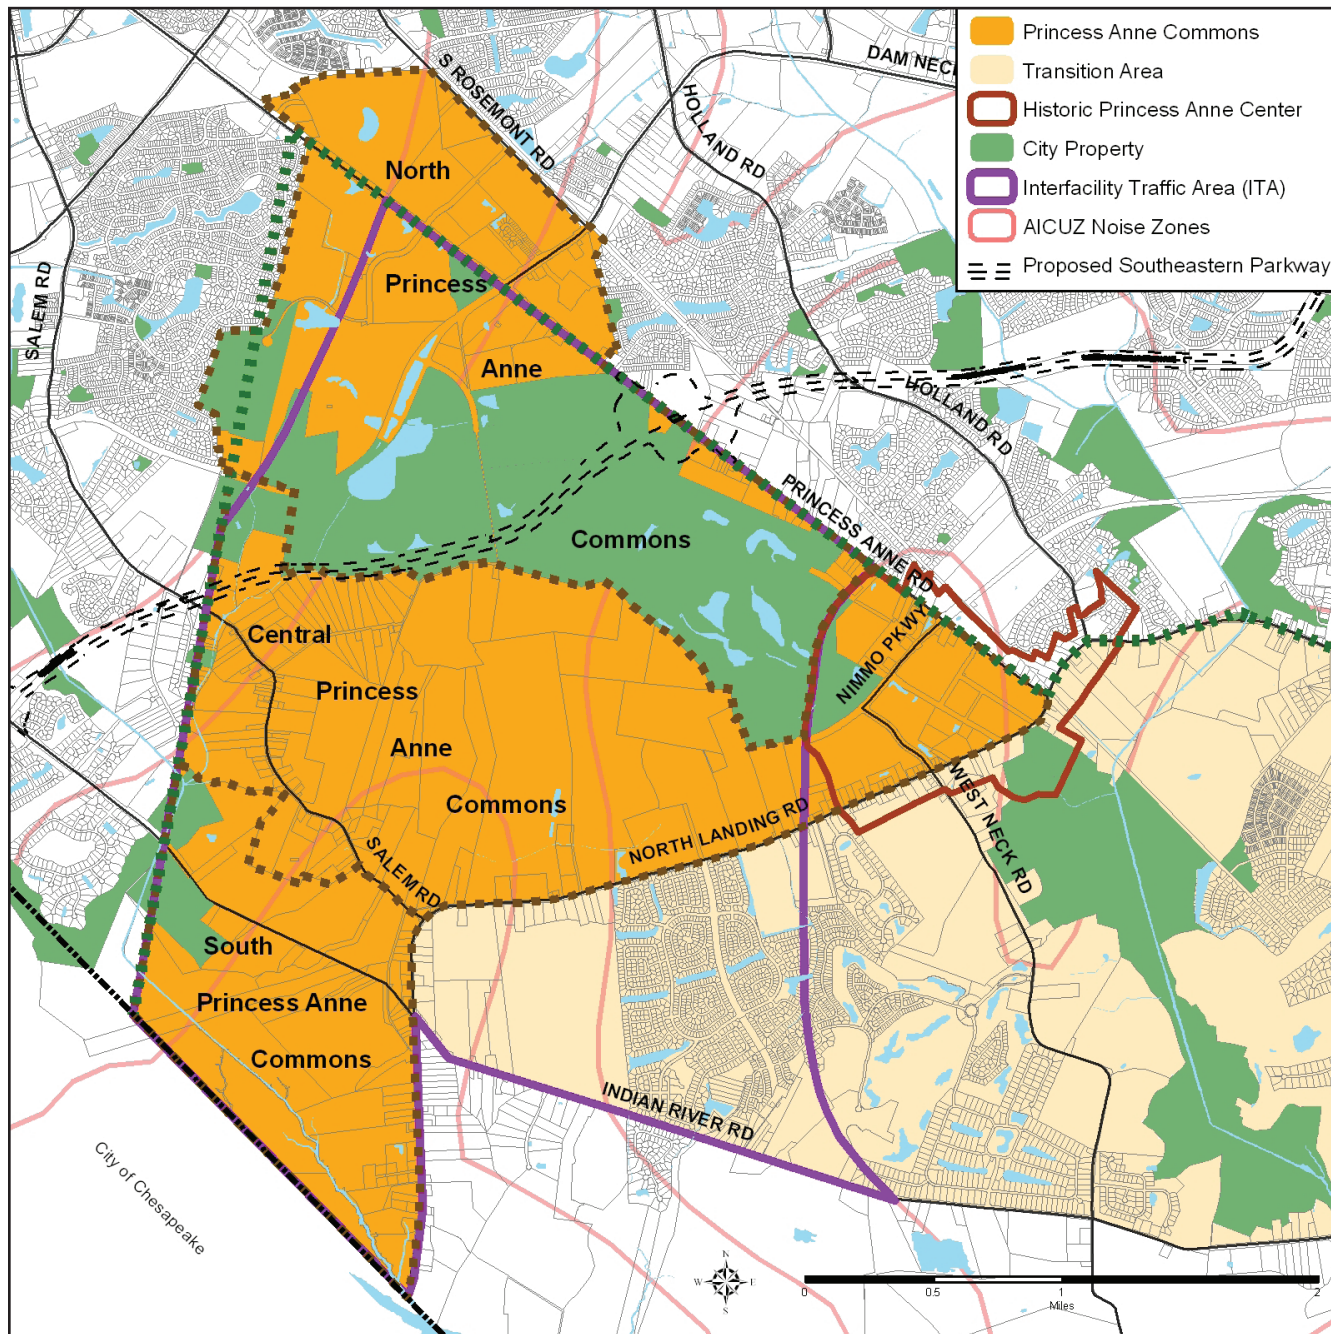 Princess Anne Commons
Transition Area
Historic Princess Anne Center
City Property
Interfacility Traffic Area (ITA)
AICUZ Noise Zones
Proposed Southeastern Parkway
DAM NEC
S ROSEMONT RD
HOLLAND RD
SALEM RD
North
Princess
Anne
Commons
HOLLAND RD
PRINCESS ANNE RD
NIMMO PKWY
Central
Princess
Anne
Commons
NORTH LANDING RD
WEST NECK RD
SALEM RD
South
Princess Anne
Commons
INDIAN RIVER RD
City of Chesapeake
N
W E
S
0 0.5 1 2
Miles